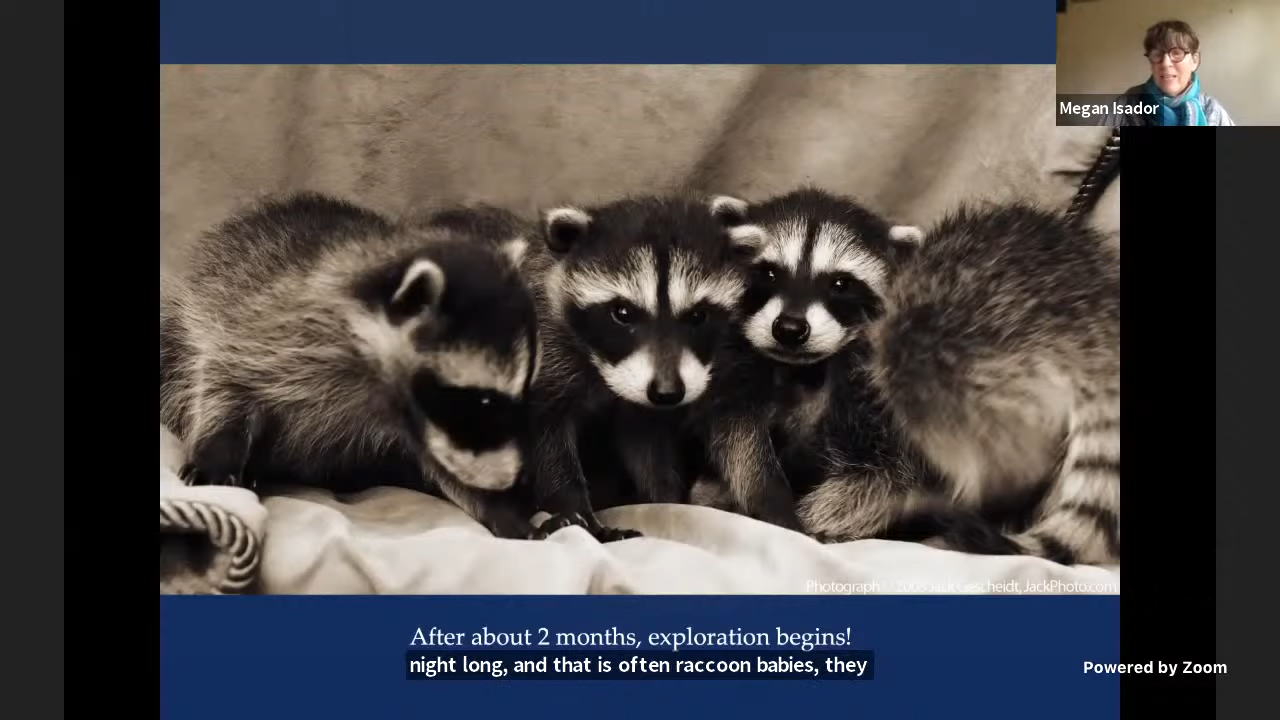 Megan Isador
Photograph © 2008 Jack Gescheidt, JackPhoto.com
After about 2 months, exploration begins!
night long, and that is often raccoon babies, they
Powered by Zoom